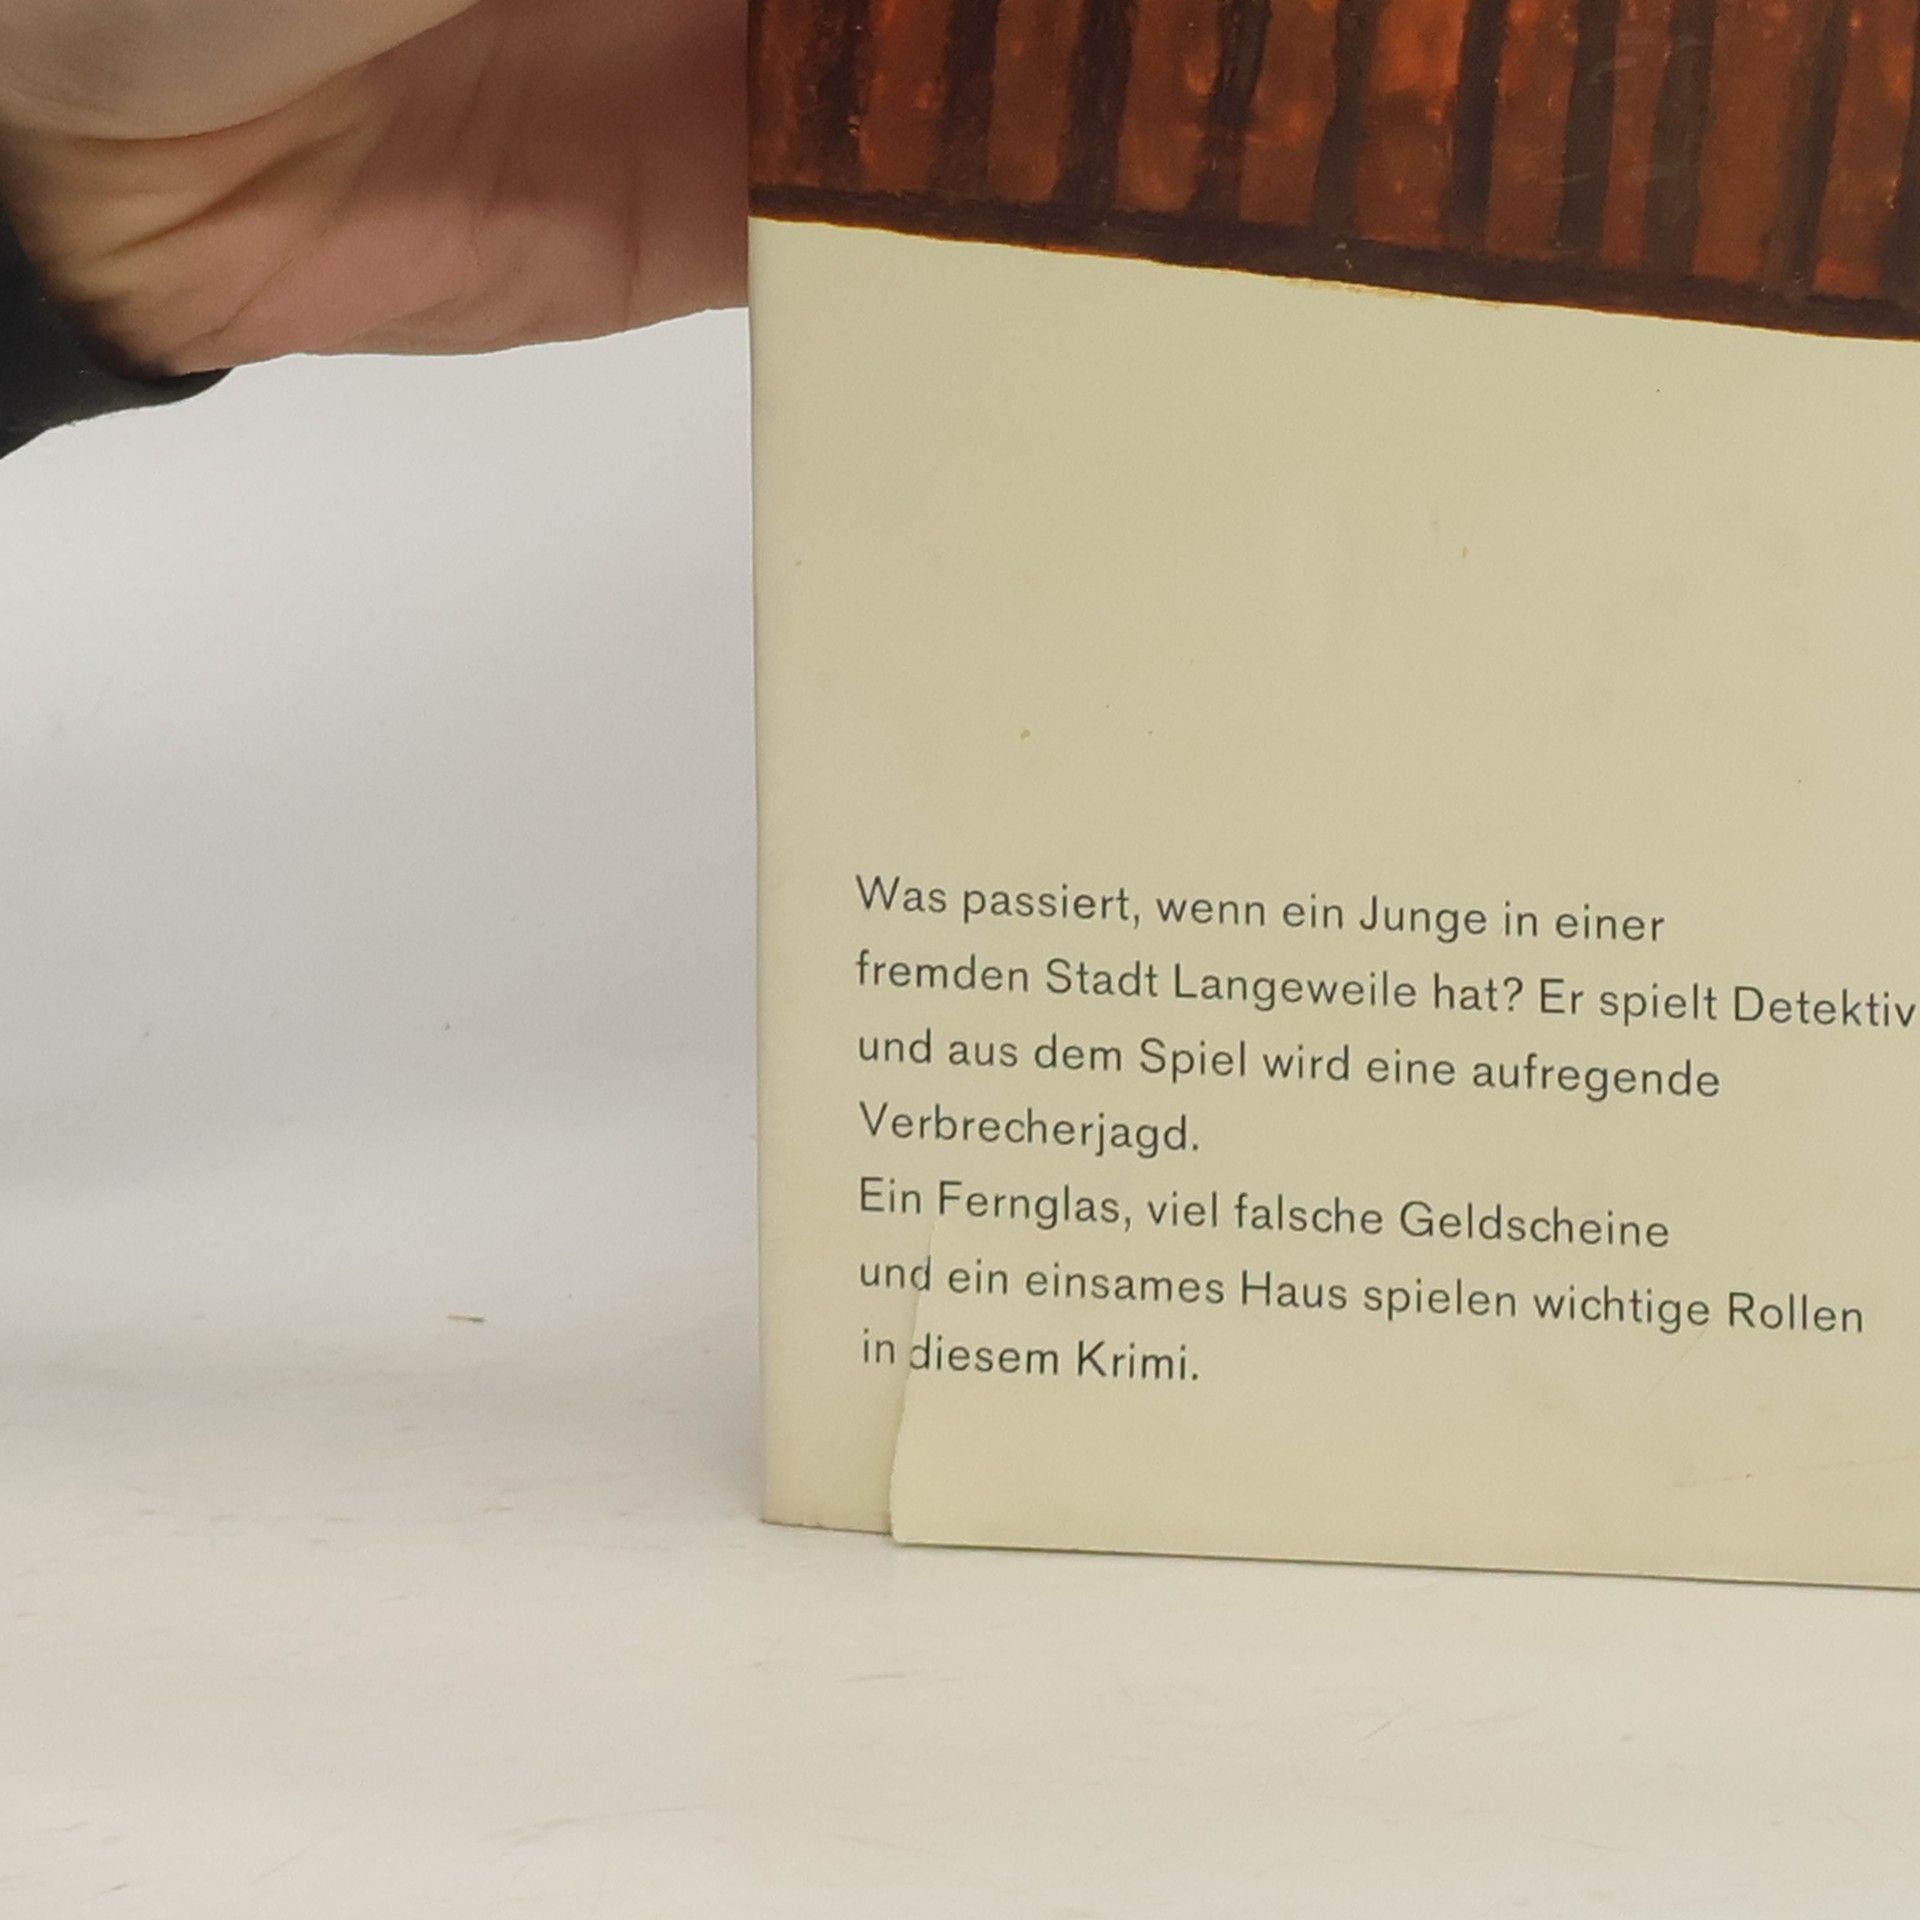 Was passiert, wenn ein Junge in einer
fremden Stadt Langeweile hat? Er spielt Detektiv
und aus dem Spiel wird eine aufregende
Verbrecherjagd.
Ein Fernglas, viel falsche Geldscheine
und ein einsames Haus spielen wichtige Rollen
in diesem Krimi.